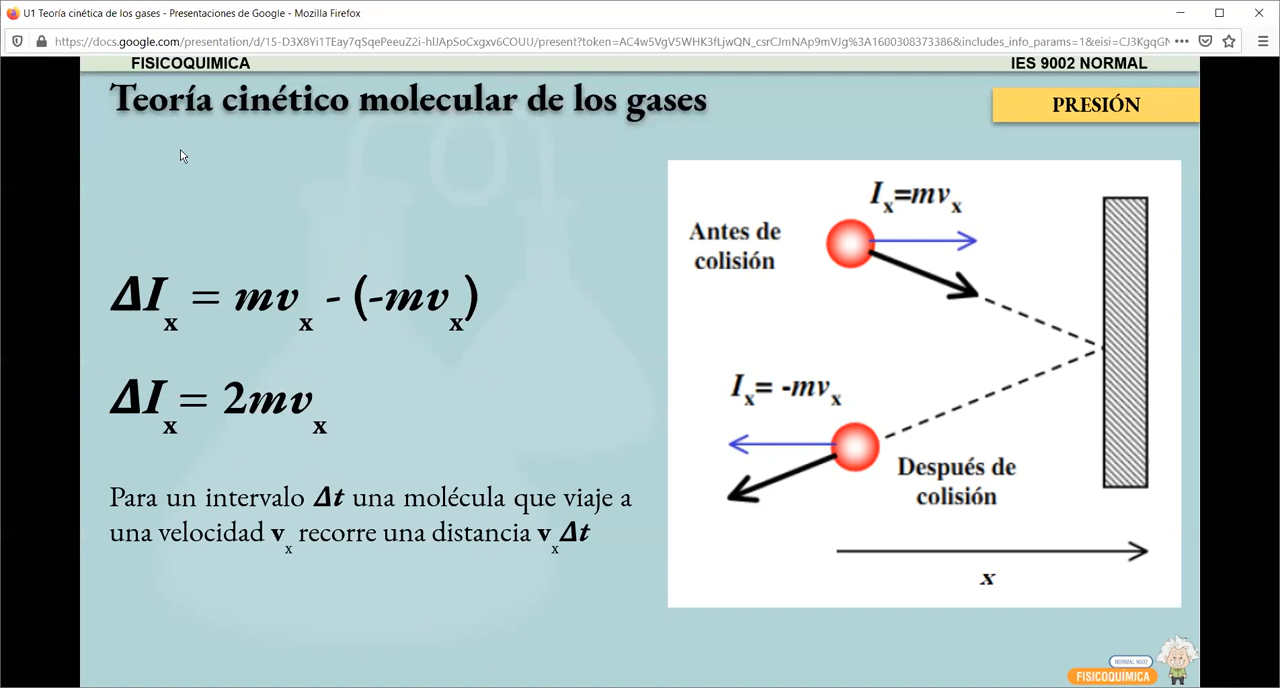 U1 Teoría cinética de los gases - Presentaciones de Google - Mozilla Firefox
https://docs.google.com/presentation/d/15-D3X8Yi1TEay7qSqePeeuZ2i-hIJApSoCxgxv6COUU/present?token=AC4w5VgV5WHK3fLjwQN_csrCJmNAp9mVJg%3A1600308373386&includes_info_params=1&eisi=CJ3KgqGN
FISICOQUIMICA
IES 9002 NORMAL
Teoría cinético molecular de los gases
PRESIÓN
ΔIx = mvx - (-mvx)
ΔIx = 2mvx
Para un intervalo Δt una molécula que viaje a
una velocidad vx recorre una distancia vxΔt
Ix=mvx
Antes de
colisión
Ix= -mvx
Después de
colisión
x
NORMAL 9002
FISICOQUÍMICA